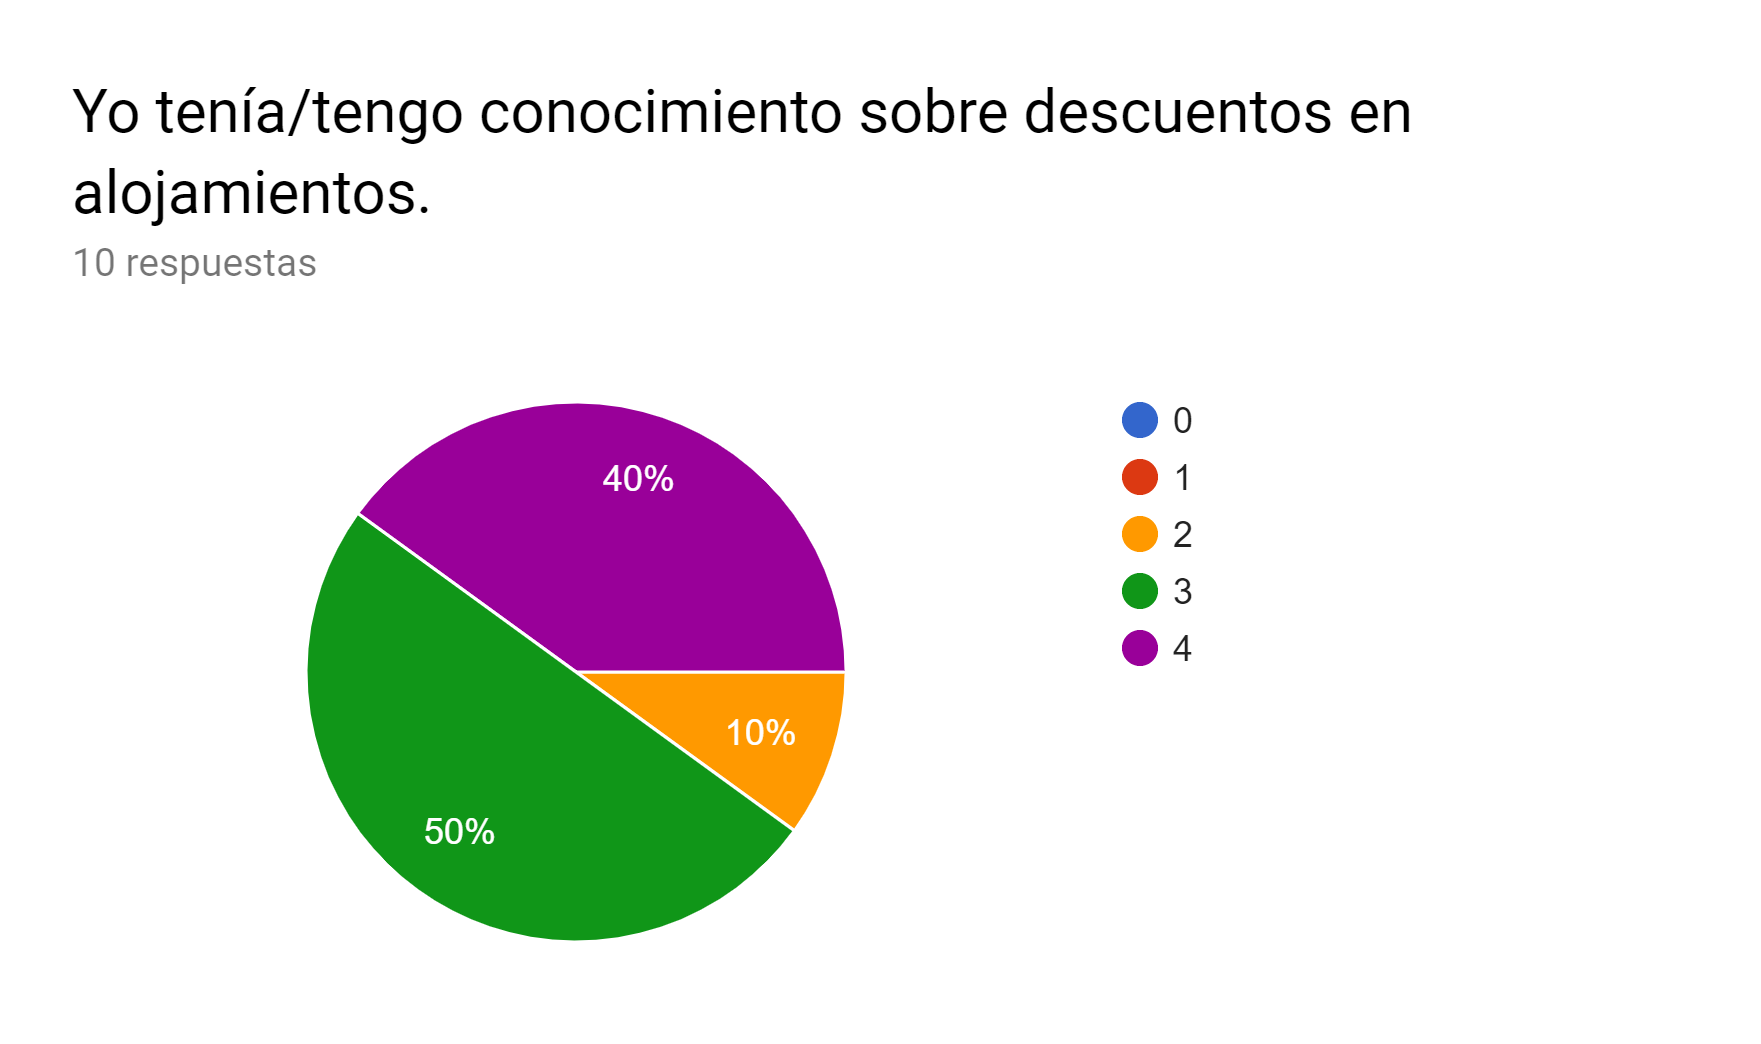 Yo tenía/tengo conocimiento sobre descuentos en
alojamientos.
10 respuestas
40%
10%
50%
0
1
2
3
4